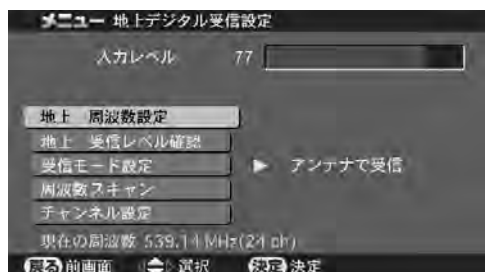 メニュー 地上デジタル受信設定
入力レベル 77
地上 周波数設定
地上 受信レベル確認
受信モード設定 ▶ アンテナで受信
周波数スキャン
チャンネル設定
現在の周波数 539.14 MHz(24 ch)
戻る 前画面 選択 決定 決定